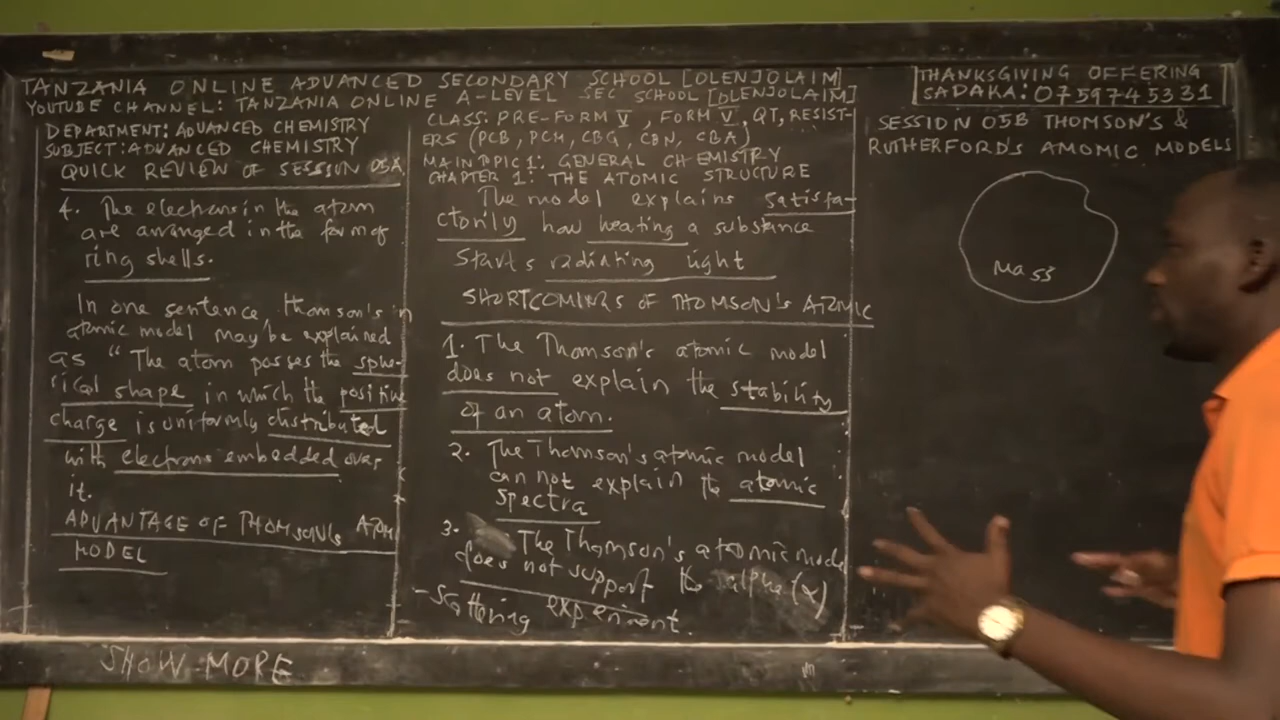 TANZANIA ONLINE ADVANCED SECONDARY SCHOOL [OLENJOLAIM]
YOUTUBE CHANNEL: TANZANIA ONLINE A-LEVEL SEC SCHOOL [OLENJOLAIM]
DEPARTMENT: ADVANCED CHEMISTRY
SUBJECT: ADVANCED CHEMISTRY
QUICK REVIEW OF SESSION 05A
4. The electrons in the atom
are arranged in the form of
ring shells.
In one sentence thomson's
atomic model may be explained
as "The atom posses the sphe-
rical shape in which the positive
charge is uniformly distributed
with electrons embedded over
it.
ADVANTAGE OF THOMSON'S ATOM
MODEL
CLASS: PRE-FORM V, FORM V, QT, RESIST-
ERS (PCB, PCM, CBG, CBN, CBA)
MAIN TOPIC 1: GENERAL CHEMISTRY
CHAPTER 1: THE ATOMIC STRUCTURE
The model explains satisfa-
ctorily how heating a substance
starts radiating light
SHORTCOMINGS OF THOMSON'S ATOMIC
1. The Thomson's atomic model
does not explain the stability
of an atom.
2. The Thomson's atomic model
can not explain the atomic
spectra
3. The Thomson's atomic mode
does not support the alpha (α)
-Scattering experiment.
THANKSGIVING OFFERING
SADAKA: 0759745331
SESSION 05B THOMSON'S &
RUTHERFORD'S AMOMIC MODELS
Mass
SHOW MORE